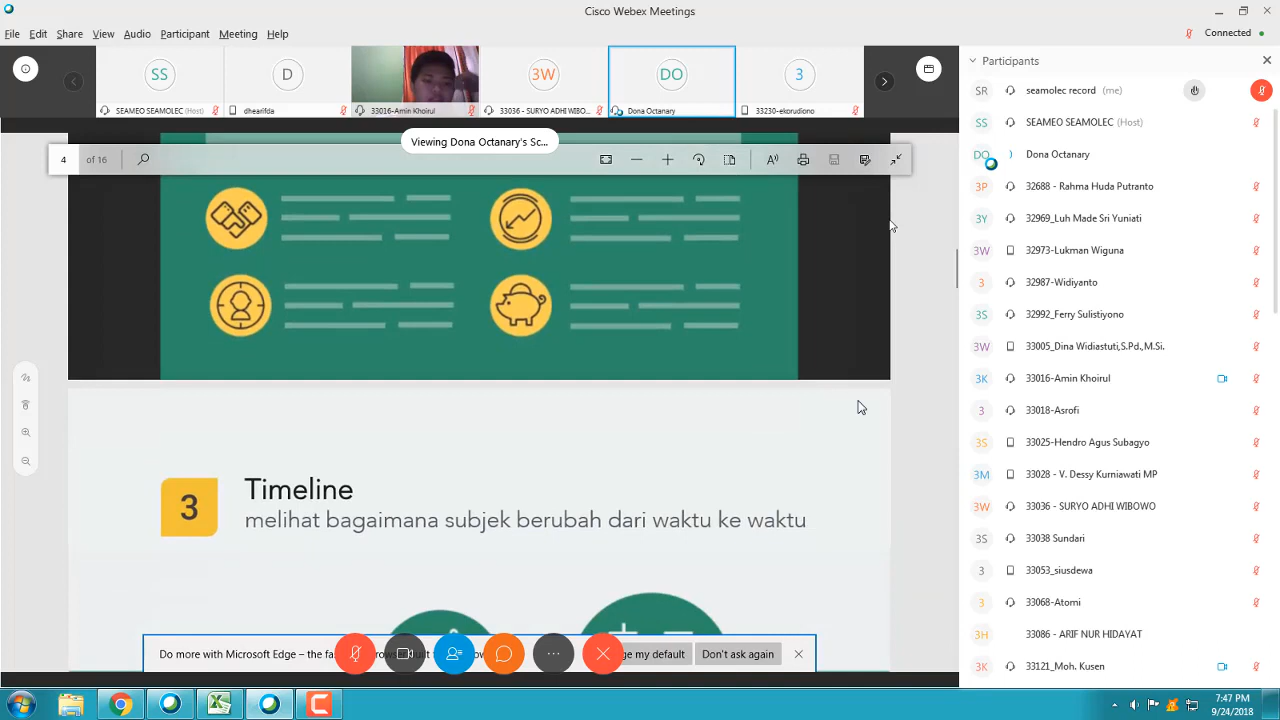 Cisco Webex Meetings
File Edit Share View Audio Participant Meeting Help
Connected
SS
D
3W
DO
3
SEAMEO SEAMOLEC (Host)
dhearifda
33016-Amin Khoirul
33036 - SURYO ADHI WIBO...
Dona Octanary
33230-ekorudiono
Viewing Dona Octanary's Sc...
4 of 16
3
Timeline
melihat bagaimana subjek berubah dari waktu ke waktu
Do more with Microsoft Edge – the fa
ge my default
Don't ask again
Participants
SR seamolec record (me)
SS SEAMEO SEAMOLEC (Host)
DO Dona Octanary
3P 32688 - Rahma Huda Putranto
3Y 32969_Luh Made Sri Yuniati
3W 32973-Lukman Wiguna
3 32987-Widiyanto
3S 32992_Ferry Sulistiyono
3W 33005_Dina Widiastuti,S.Pd.,M.Si.
3K 33016-Amin Khoirul
3 33018-Asrofi
3S 33025-Hendro Agus Subagyo
3M 33028 - V. Dessy Kurniawati MP
3W 33036 - SURYO ADHI WIBOWO
3S 33038 Sundari
3 33053_siusdewa
3 33068-Atomi
3H 33086 - ARIF NUR HIDAYAT
3K 33121_Moh. Kusen
7:47 PM
9/24/2018